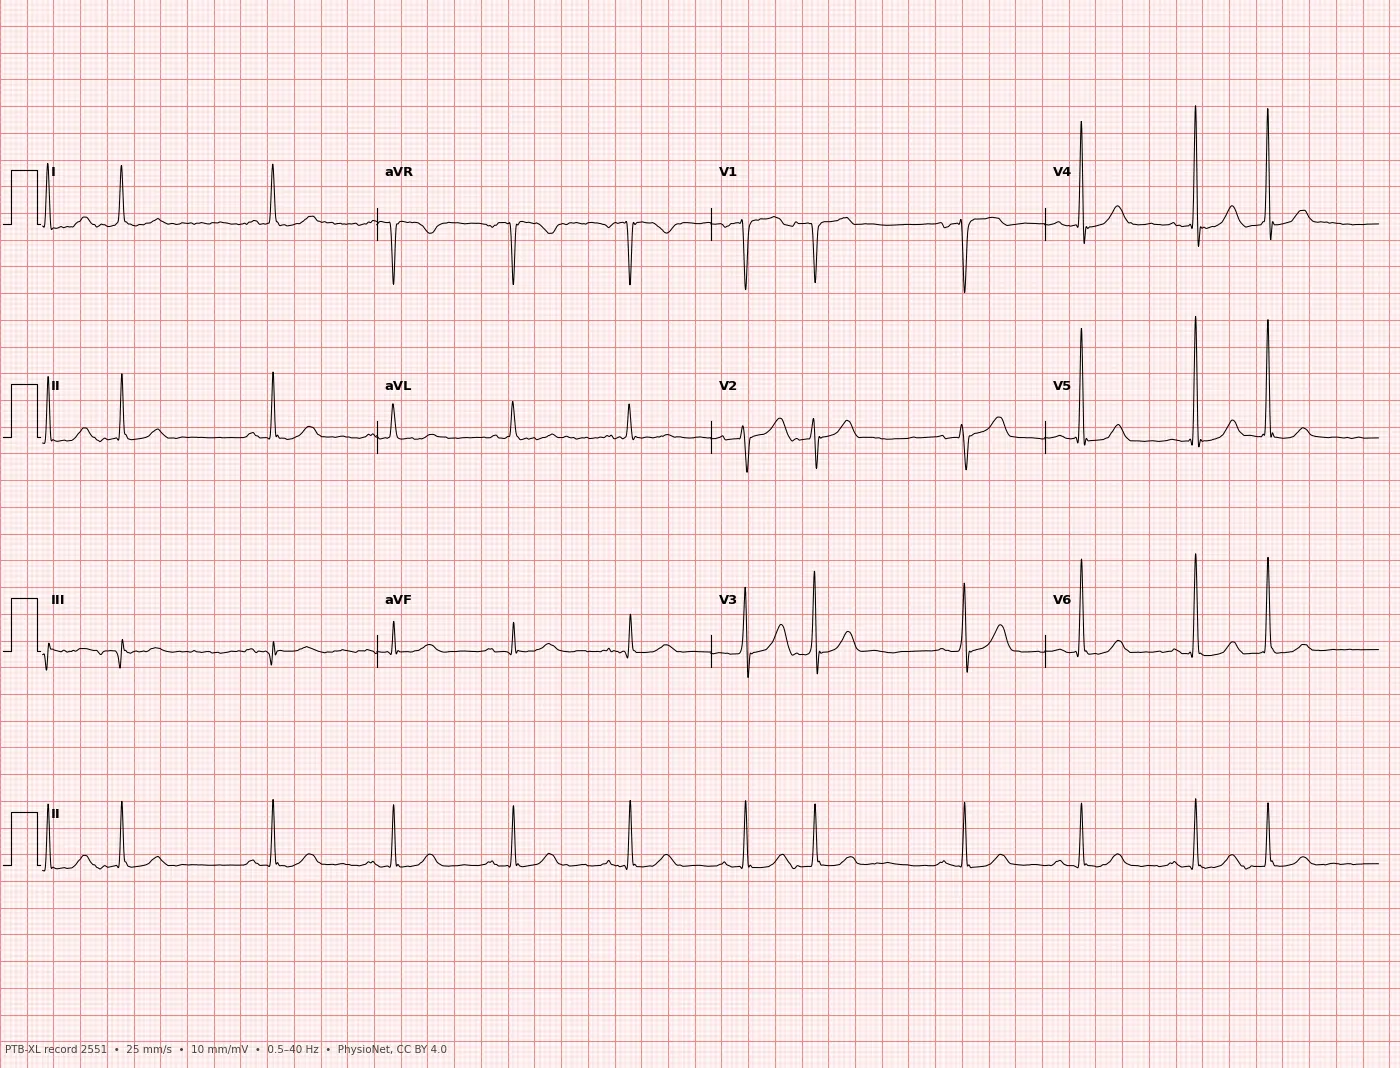 I aVR V1 V4
II aVL V2 V5
III aVF V3 V6
II
PTB-XL record 2551 • 25 mm/s • 10 mm/mV • 0.5–40 Hz • PhysioNet, CC BY 4.0